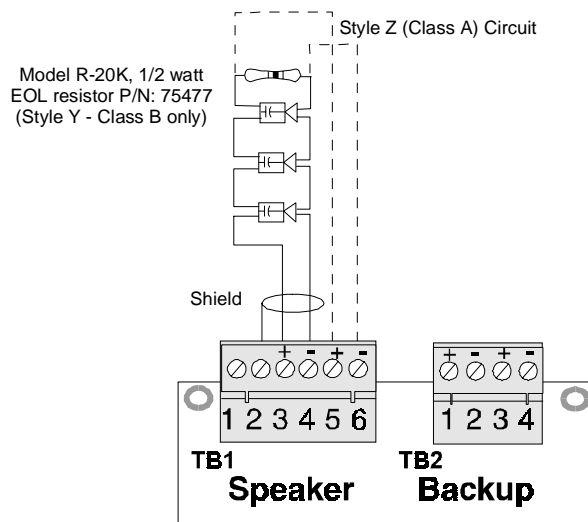 Style Z (Class A) Circuit
Model R-20K, 1/2 watt
EOL resistor P/N: 75477
(Style Y - Class B only)
Shield
+ - + -
+ - + -
1 2 3 4 5 6
1 2 3 4
TB1
Speaker
TB2
Backup